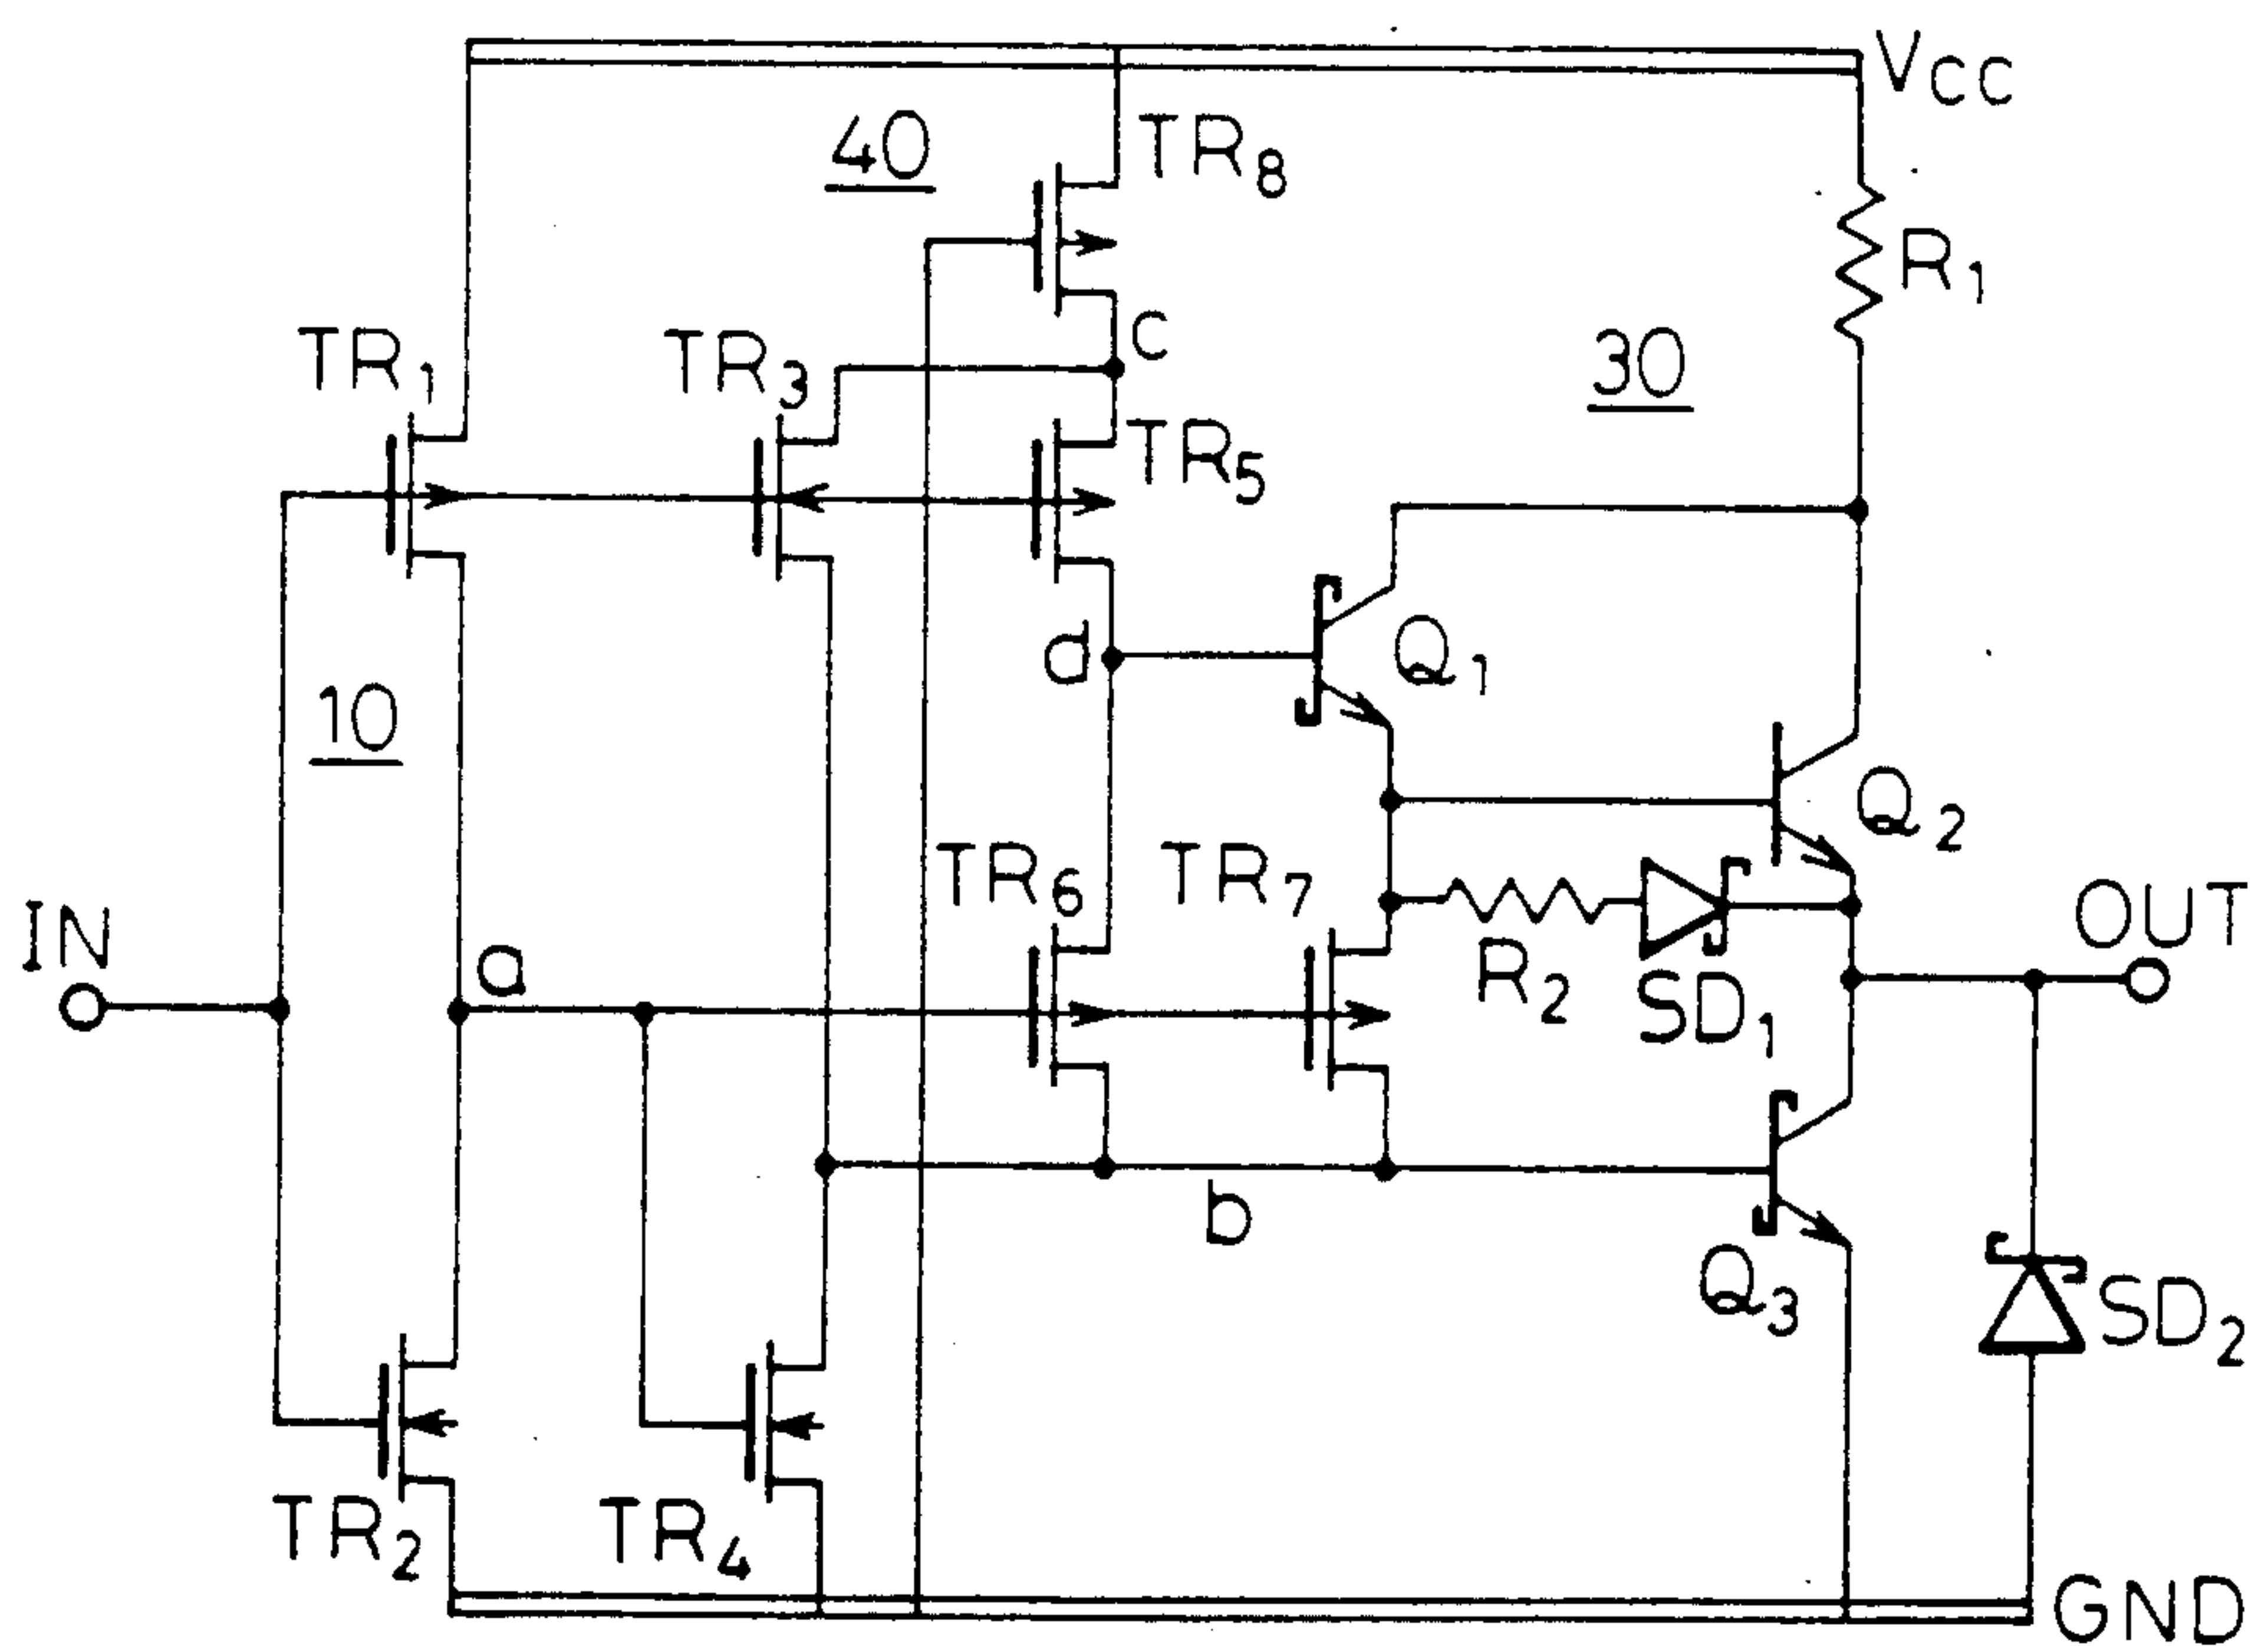 VCC
40
TR8
R1
C
30
TR1
TR3
TR5
d
Q1
10
Q2
TR6
TR7
OUT
IN
a
R2
SD1
b
Q3
SD2
TR2
TR4
GND